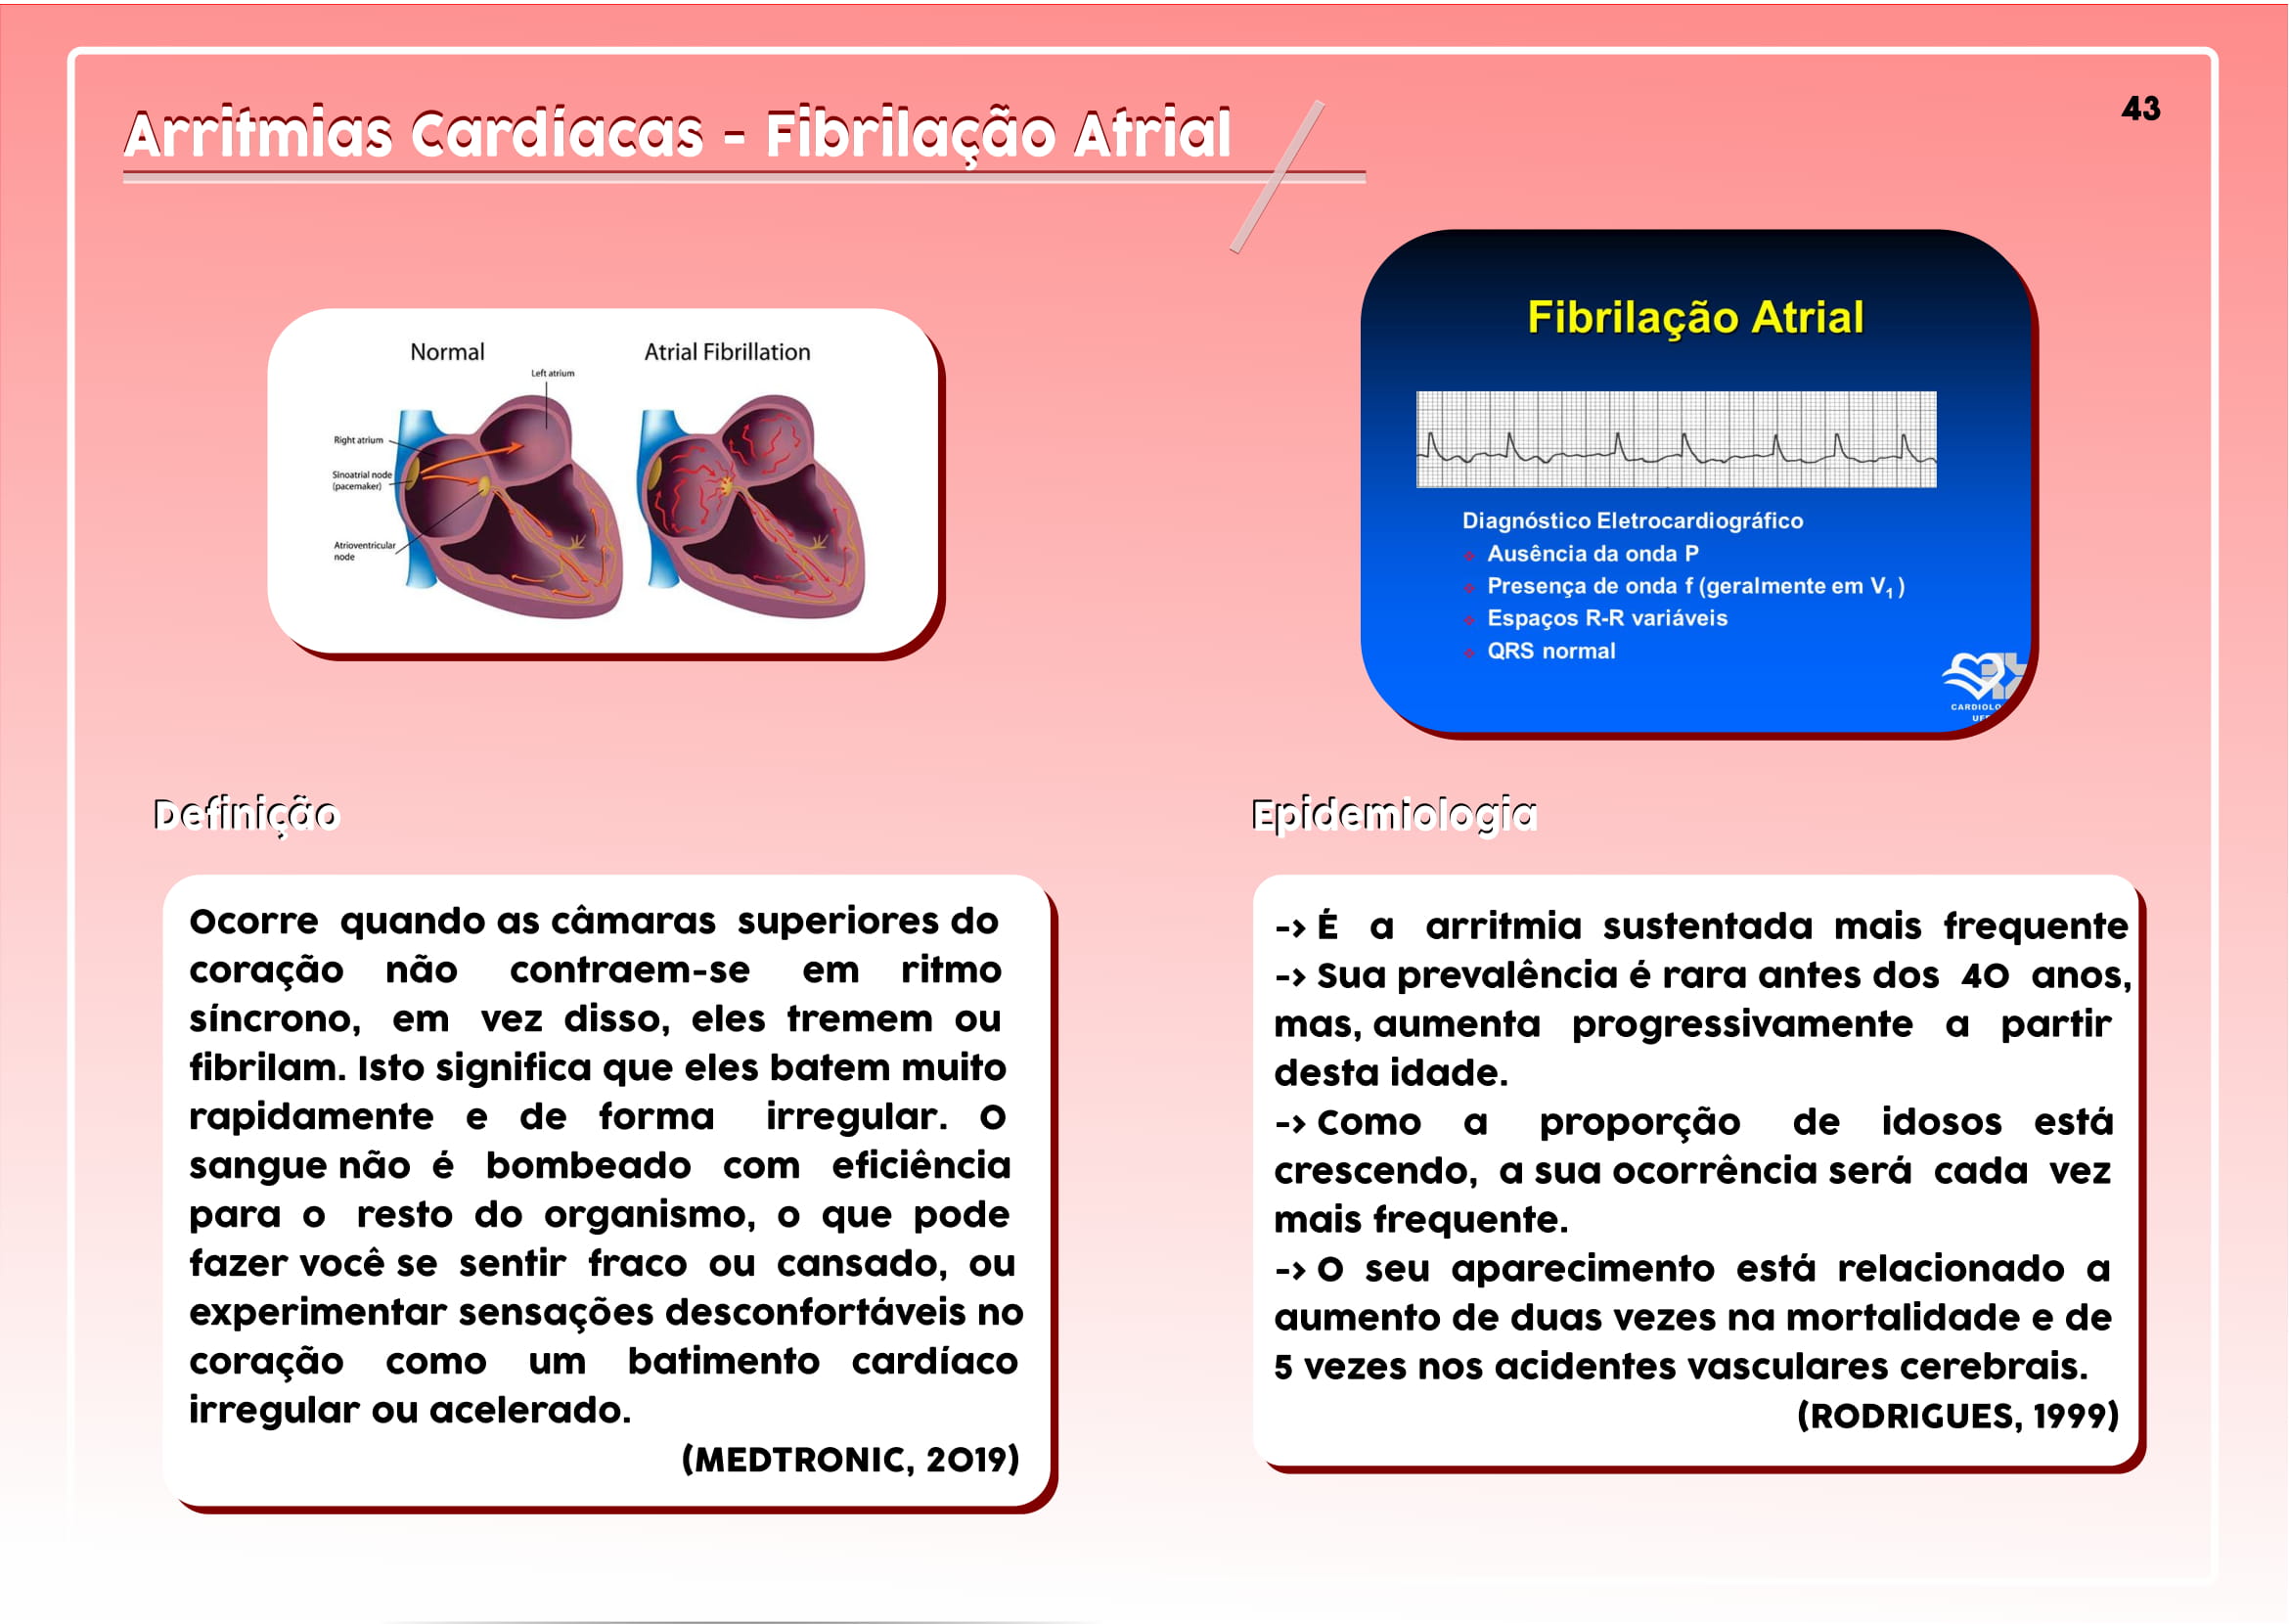 Arritmias Cardíacas - Fibrilação Atrial
43
Normal
Atrial Fibrillation
Left atrium
Right atrium
Sinoatrial node
(pacemaker)
Atrioventricular
node
Fibrilação Atrial
Diagnóstico Eletrocardiográfico
Ausência da onda P
Presença de onda f (geralmente em V1)
Espaços R-R variáveis
QRS normal
Definição
Ocorre quando as câmaras superiores do
coração não contraem-se em ritmo
síncrono, em vez disso, eles tremem ou
fibrilam. Isto significa que eles batem muito
rapidamente e de forma irregular. O
sangue não é bombeado com eficiência
para o resto do organismo, o que pode
fazer você se sentir fraco ou cansado, ou
experimentar sensações desconfortáveis no
coração como um batimento cardíaco
irregular ou acelerado.
(MEDTRONIC, 2019)
Epidemiologia
-> É a arritmia sustentada mais frequente
-> Sua prevalência é rara antes dos 40 anos,
mas, aumenta progressivamente a partir
desta idade.
-> Como a proporção de idosos está
crescendo, a sua ocorrência será cada vez
mais frequente.
-> O seu aparecimento está relacionado a
aumento de duas vezes na mortalidade e de
5 vezes nos acidentes vasculares cerebrais.
(RODRIGUES, 1999)